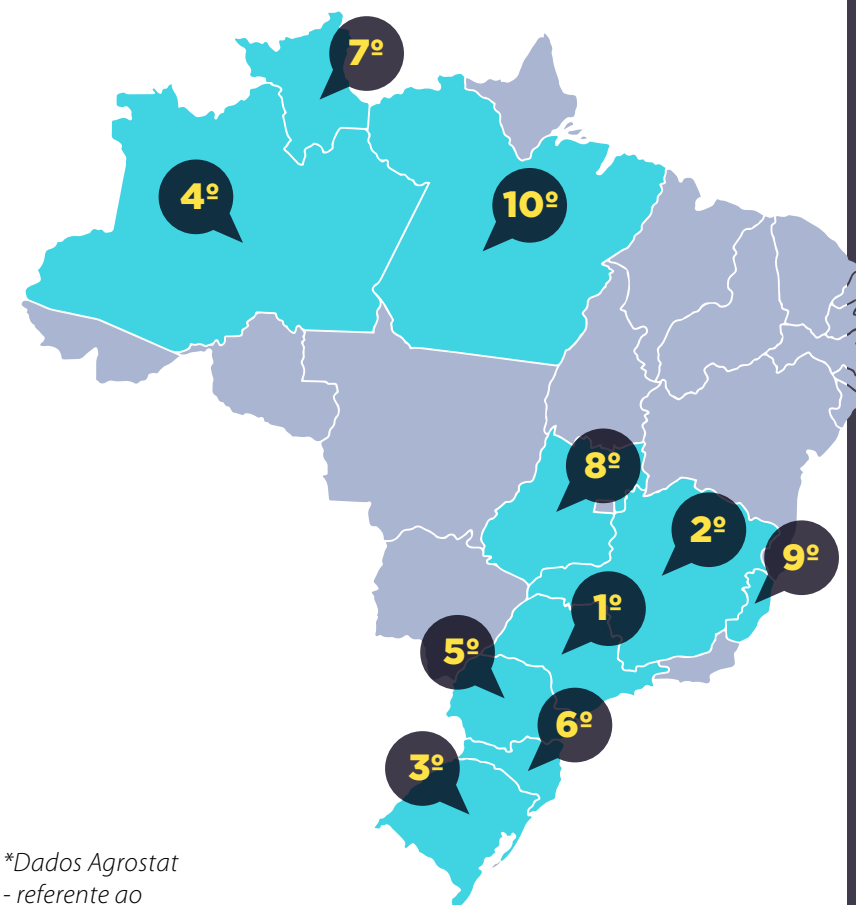 7º
4º
10º
8º
2º
9º
1º
5º
6º
3º
*Dados Agrostat
- referente ao